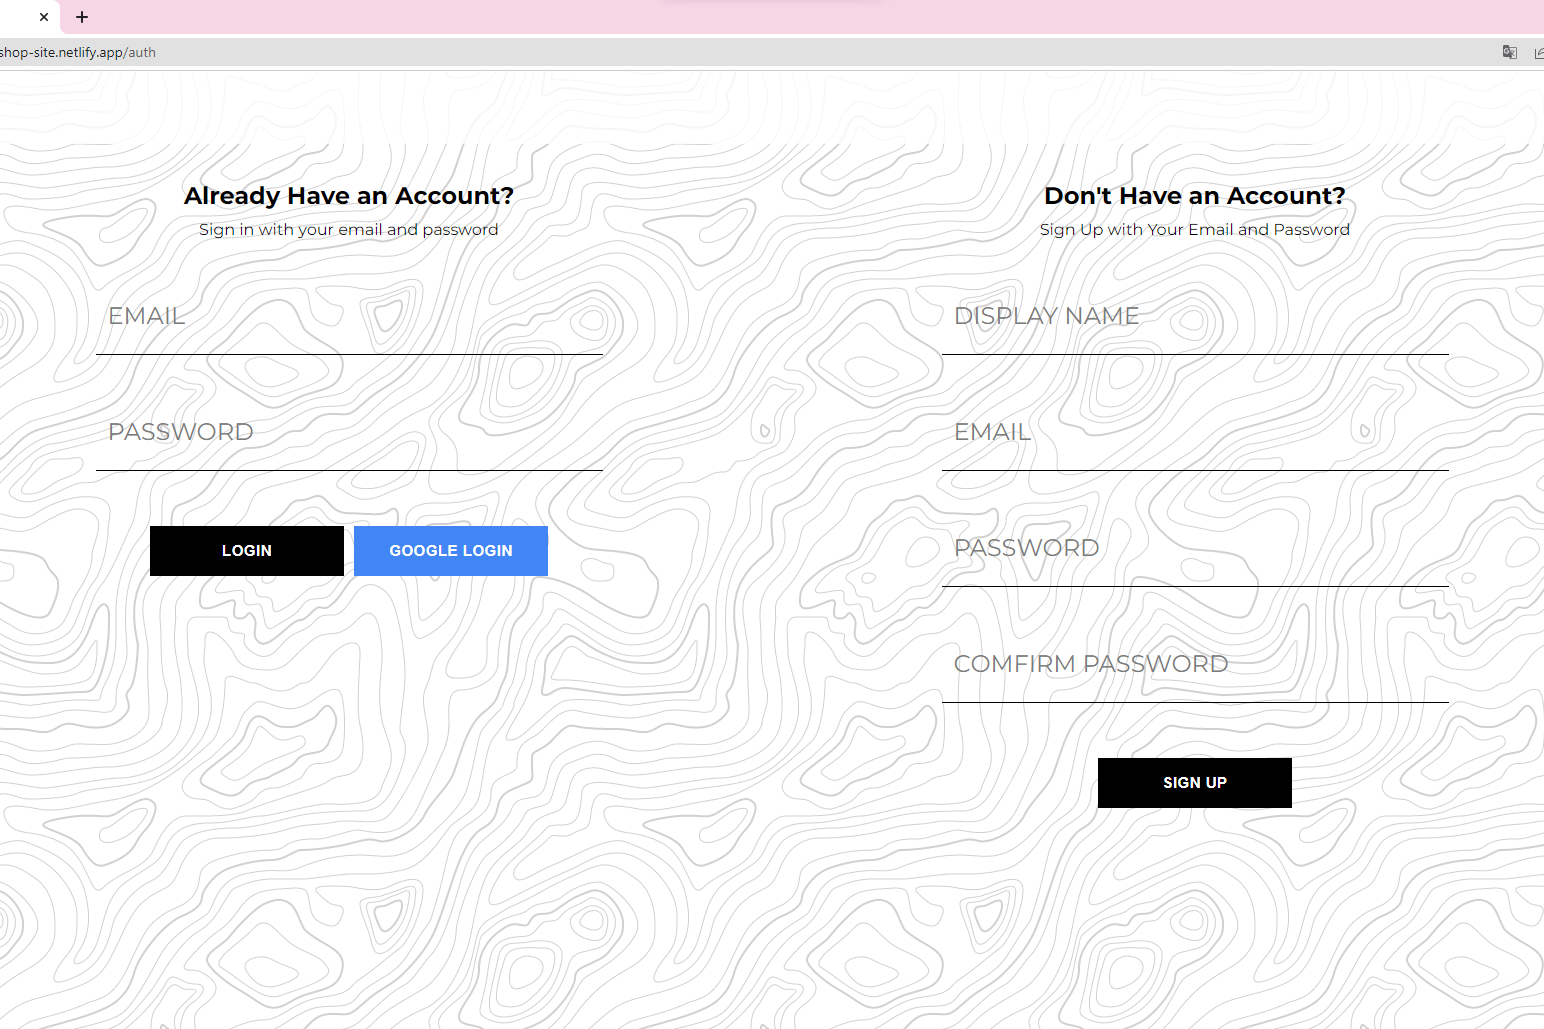 shop-site.netlify.app/auth
Already Have an Account?
Sign in with your email and password
EMAIL
PASSWORD
LOGIN
GOOGLE LOGIN
Don't Have an Account?
Sign Up with Your Email and Password
DISPLAY NAME
EMAIL
PASSWORD
COMFIRM PASSWORD
SIGN UP